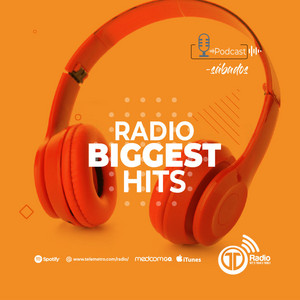 Podcast
-sábados
RADIO
BIGGEST
HITS
Spotify
www.telemetro.com/radio/
medcom
iTunes
Radio